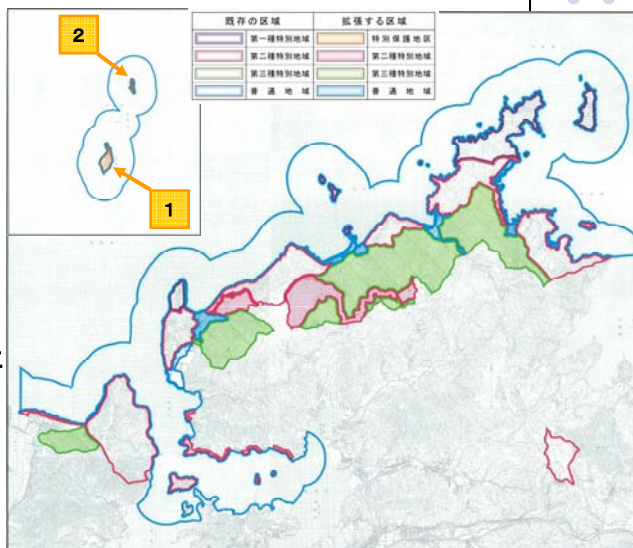 既存の区域 拡張する区域
第一種特別地域 特別保護地区
第二種特別地域 第二種特別地域
第三種特別地域 第三種特別地域
普通地域 普通地域
2
1